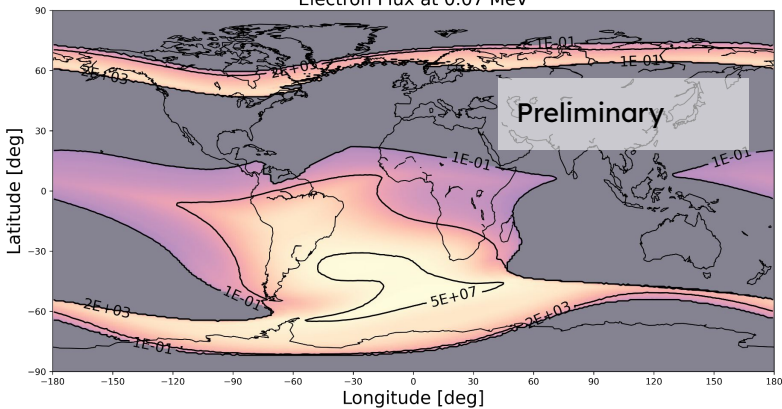 Electron Flux at 0.07 MeV
90
60
30
0
−30
−60
−90
Latitude [deg]
2E+03
2E+03
1E-01
1E-01
Preliminary
1E-01
1E-01
1E-01
5E+07
2E+03
2E+03
1E-01
−180 −150 −120 −90 −60 −30 0 30 60 90 120 150 180
Longitude [deg]